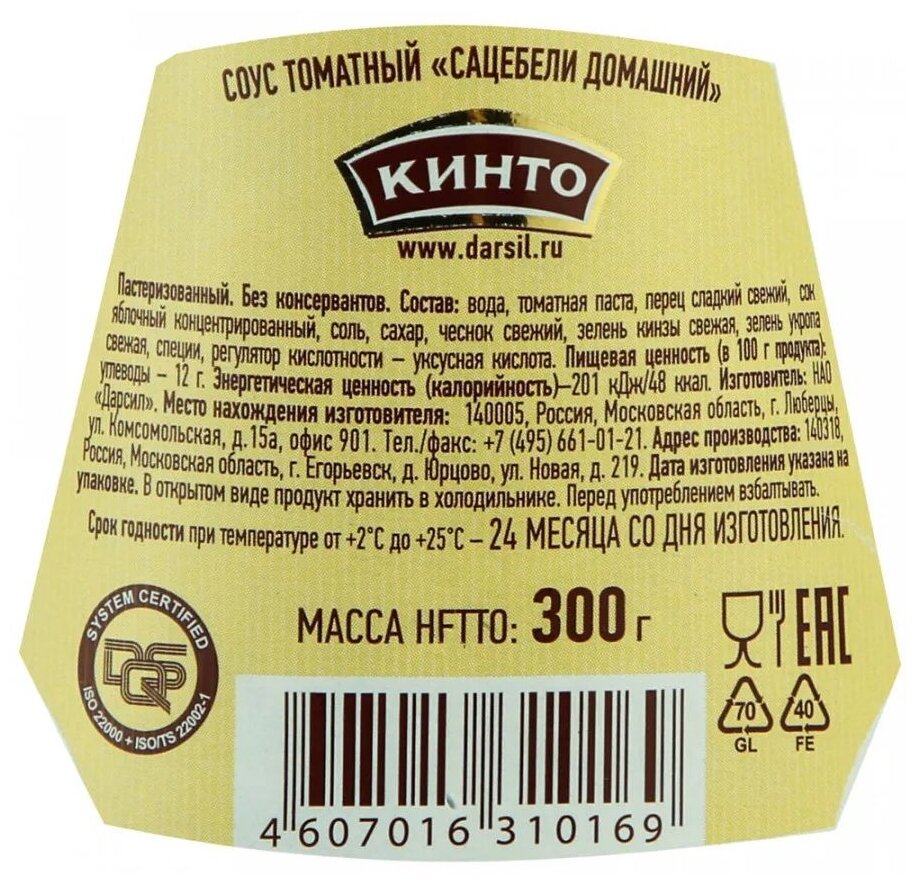 СОУС ТОМАТНЫЙ «САЦЕБЕЛИ ДОМАШНИЙ»
КИНТО
www.darsil.ru
Пастеризованный. Без консервантов. Состав: вода, томатная паста, перец сладкий свежий, сок
яблочный концентрированный, соль, сахар, чеснок свежий, зелень кинзы свежая, зелень укропа
свежая, специи, регулятор кислотности – уксусная кислота. Пищевая ценность (в 100 г продукта):
углеводы – 12 г. Энергетическая ценность (калорийность)–201 кДж/48 ккал. Изготовитель: НАО
«Дарсил». Место нахождения изготовителя: 140005, Россия, Московская область, г. Люберцы,
ул. Комсомольская, д.15а, офис 901. Тел./факс: +7 (495) 661-01-21. Адрес производства: 140318,
Россия, Московская область, г. Егорьевск, д. Юрцово, ул. Новая, д. 219. Дата изготовления указана на
упаковке. В открытом виде продукт хранить в холодильнике. Перед употреблением взбалтывать.
Срок годности при температуре от +2°С до +25°С – 24 МЕСЯЦА СО ДНЯ ИЗГОТОВЛЕНИЯ.
SYSTEM CERTIFIED
DQS
ISO 22000 + ISO/TS 22002-1
МАССА НЕТТО: 300 г
EAC
70
GL
40
FE
4 607016 310169